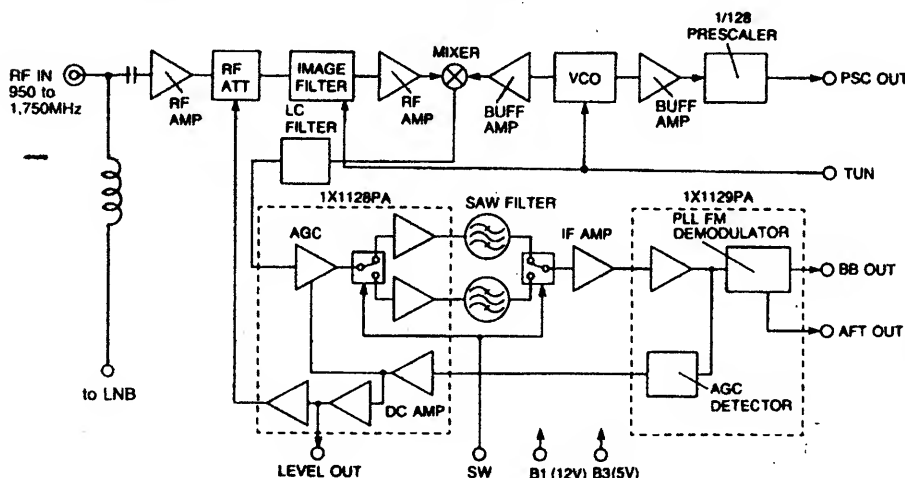 1/128
PRESCALER
MIXER
RF IN
950 to
1,750MHz
RF
ATT
IMAGE
FILTER
VCO
PSC OUT
RF
AMP
LC
FILTER
RF
AMP
BUFF
AMP
BUFF
AMP
TUN
1X1128PA
SAW FILTER
1X1129PA
PLL FM
DEMODULATOR
AGC
IF AMP
BB OUT
AFT OUT
to LNB
DC AMP
AGC
DETECTOR
LEVEL OUT
SW
B1 (12V)
B3(5V)